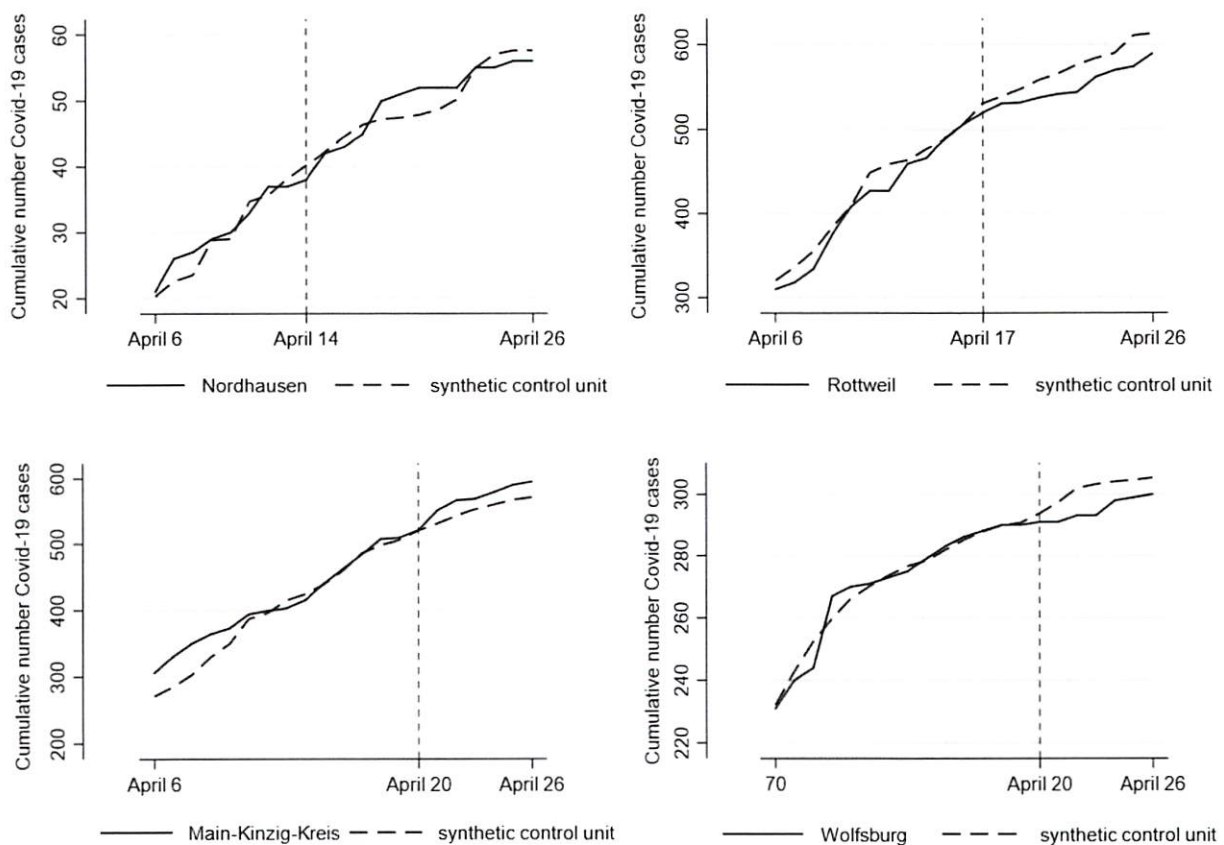 Cumulative number Covid-19 cases
60
50
40
30
20
April 6
April 14
April 26
Nordhausen
synthetic control unit
Cumulative number Covid-19 cases
600
500
400
300
April 6
April 17
April 26
Rottweil
synthetic control unit
Cumulative number Covid-19 cases
600
500
400
300
200
April 6
April 20
April 26
Main-Kinzig-Kreis
synthetic control unit
Cumulative number Covid-19 cases
300
280
260
240
220
70
April 20
April 26
Wolfsburg
synthetic control unit